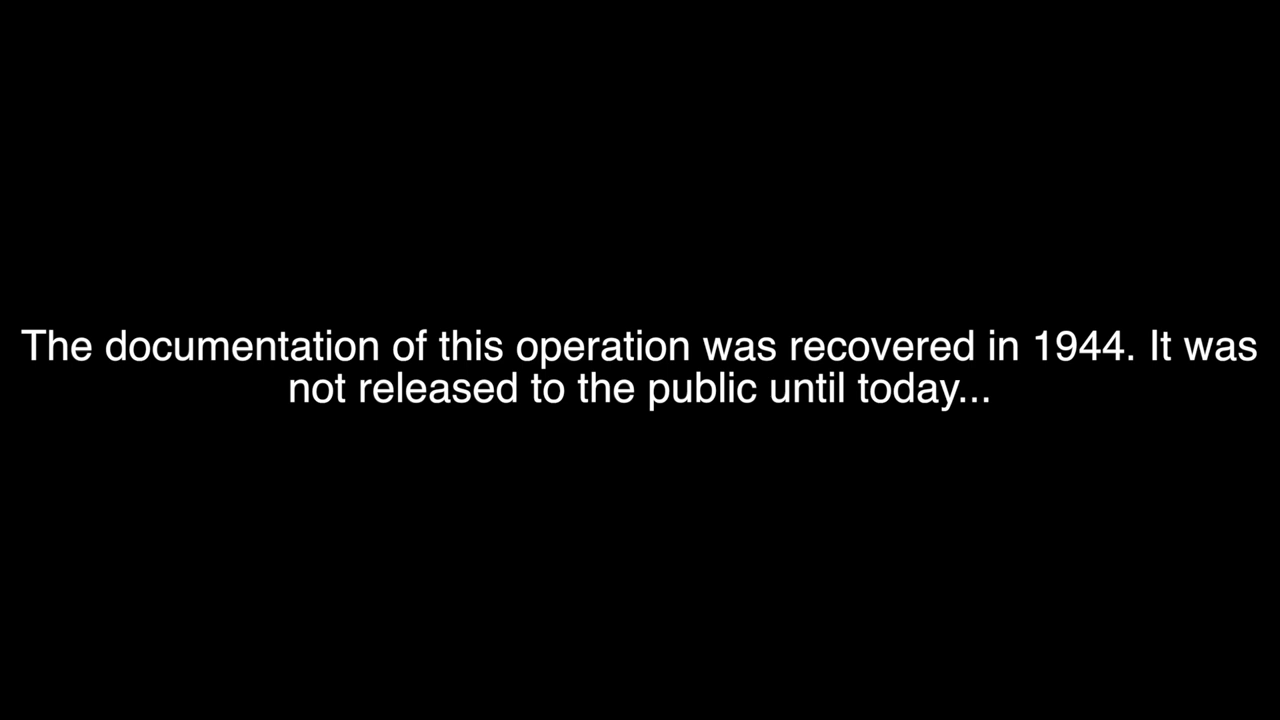 The documentation of this operation was recovered in 1944. It was
not released to the public until today...